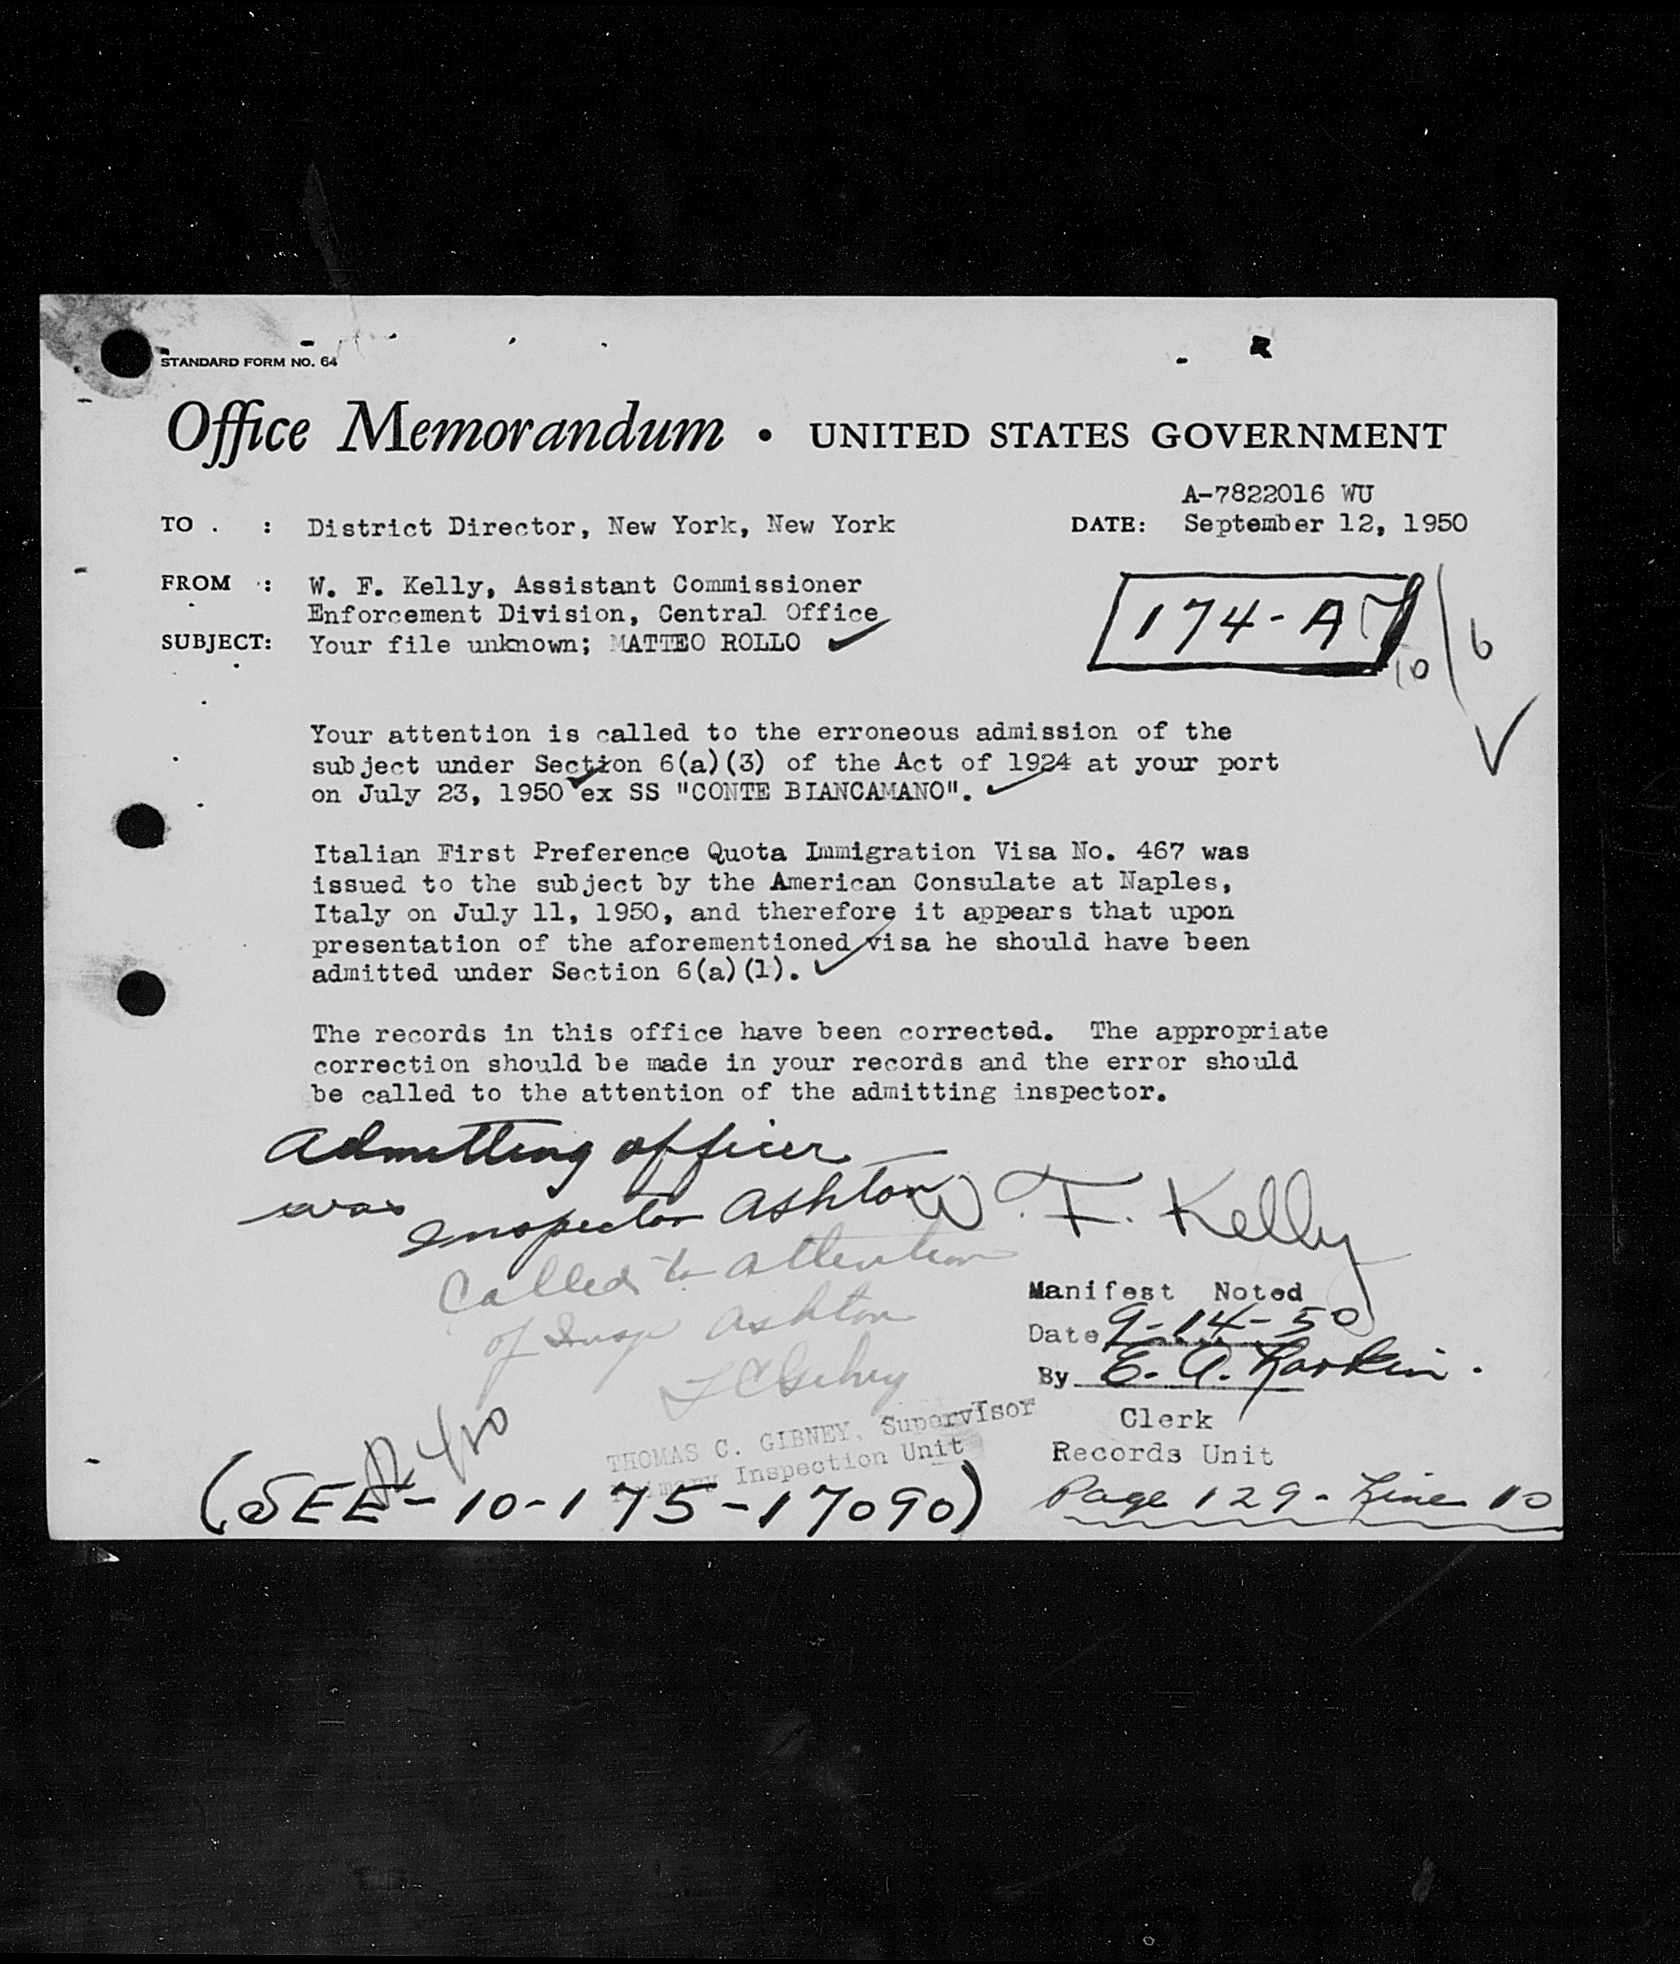 STANDARD FORM NO. 64
Office Memorandum • UNITED STATES GOVERNMENT
A-7822016 WU
TO . : District Director, New York, New York DATE: September 12, 1950
FROM : W. F. Kelly, Assistant Commissioner
Enforcement Division, Central Office
SUBJECT: Your file unknown; MATTEO ROLLO
174-A
10
6
Your attention is called to the erroneous admission of the
subject under Section 6(a)(3) of the Act of 1924 at your port
on July 23, 1950 ex SS "CONTE BIANCAMANO".
Italian First Preference Quota Immigration Visa No. 467 was
issued to the subject by the American Consulate at Naples,
Italy on July 11, 1950, and therefore it appears that upon
presentation of the aforementioned visa he should have been
admitted under Section 6(a)(1).
The records in this office have been corrected. The appropriate
correction should be made in your records and the error should
be called to the attention of the admitting inspector.
Admitting officer
was Inspector Ashton
W. F. Kelly
Called to attention
of Insp Ashton
T C Gibney
THOMAS C. GIBNEY, Supervisor
Primary Inspection Unit
Manifest Noted
Date 9-14-50
By E. A. Larkin.
Clerk
Records Unit
Page 129 - Line 10
(SEE-10-175-17090)